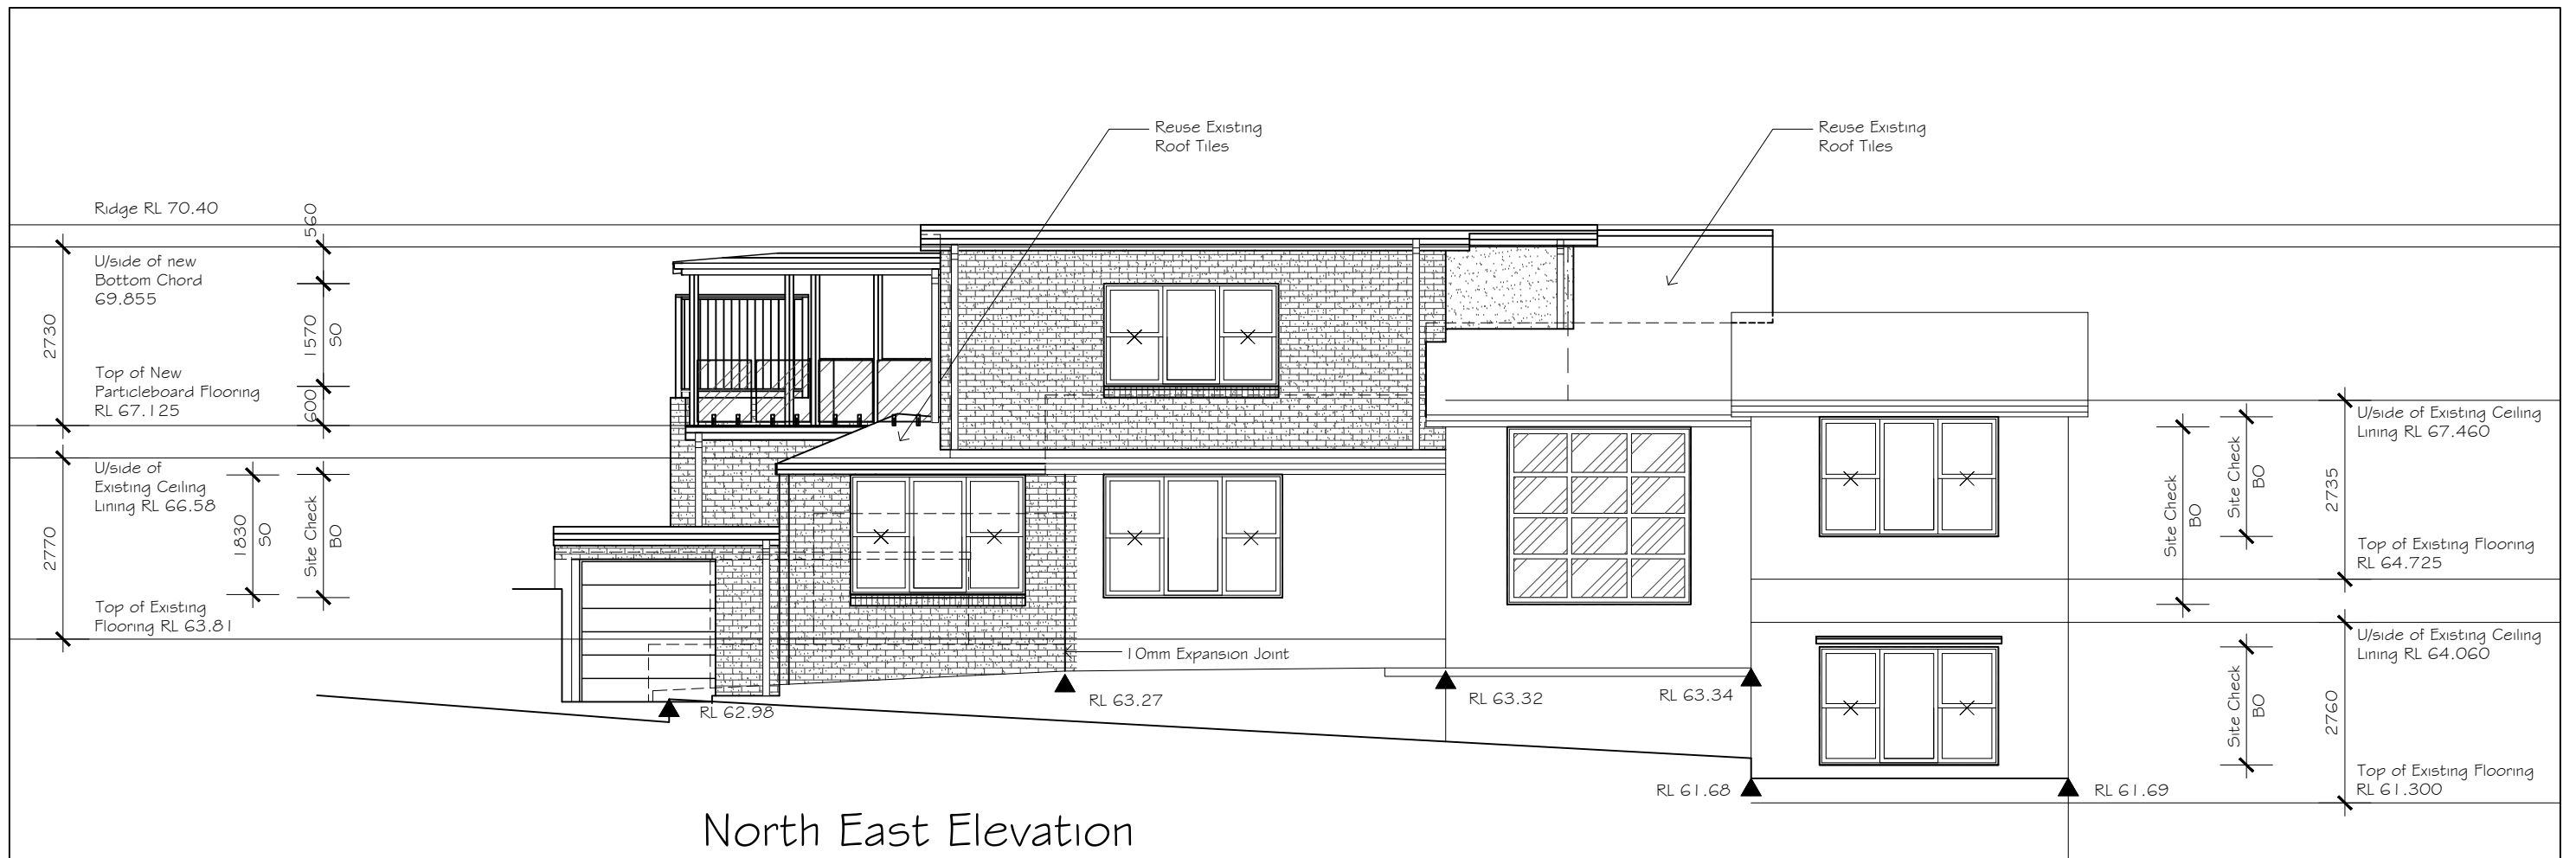 Reuse Existing
Roof Tiles
Reuse Existing
Roof Tiles
Ridge RL 70.40
560
U/side of new
Bottom Chord
69.855
2730
1570
SO
Top of New
Particleboard Flooring
RL 67.125
600
U/side of
Existing Ceiling
Lining RL 66.58
2770
1830
SO
Site Check
BO
Top of Existing
Flooring RL 63.81
10mm Expansion Joint
RL 62.98
RL 63.27
RL 63.32
RL 63.34
RL 61.68
RL 61.69
Site Check
BO
Site Check
BO
U/side of Existing Ceiling
Lining RL 67.460
2735
Top of Existing Flooring
RL 64.725
U/side of Existing Ceiling
Lining RL 64.060
Site Check
BO
2760
Top of Existing Flooring
RL 61.300
North East Elevation